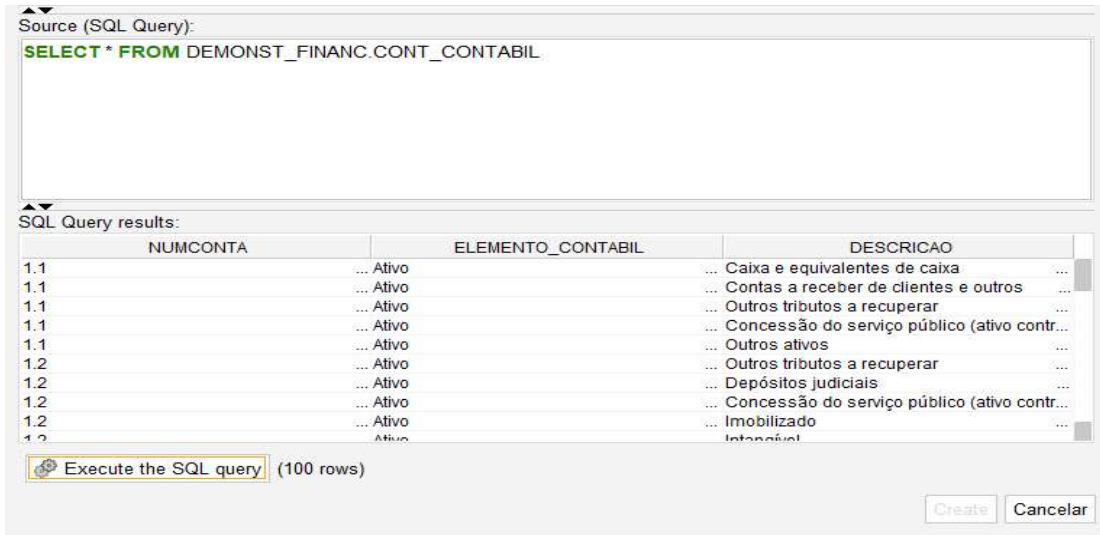 Source (SQL Query):
SELECT * FROM DEMONST_FINANC.CONT_CONTABIL
SQL Query results:
NUMCONTA ELEMENTO_CONTABIL DESCRICAO
1.1 ... Ativo ... Caixa e equivalentes de caixa ...
1.1 ... Ativo ... Contas a receber de clientes e outros ...
1.1 ... Ativo ... Outros tributos a recuperar ...
1.1 ... Ativo ... Concessão do serviço público (ativo contr...
1.1 ... Ativo ... Outros ativos ...
1.2 ... Ativo ... Outros tributos a recuperar ...
1.2 ... Ativo ... Depósitos judiciais ...
1.2 ... Ativo ... Concessão do serviço público (ativo contr...
1.2 ... Ativo ... Imobilizado ...
1.2 Ativo Intangível
Execute the SQL query (100 rows)
Create Cancelar